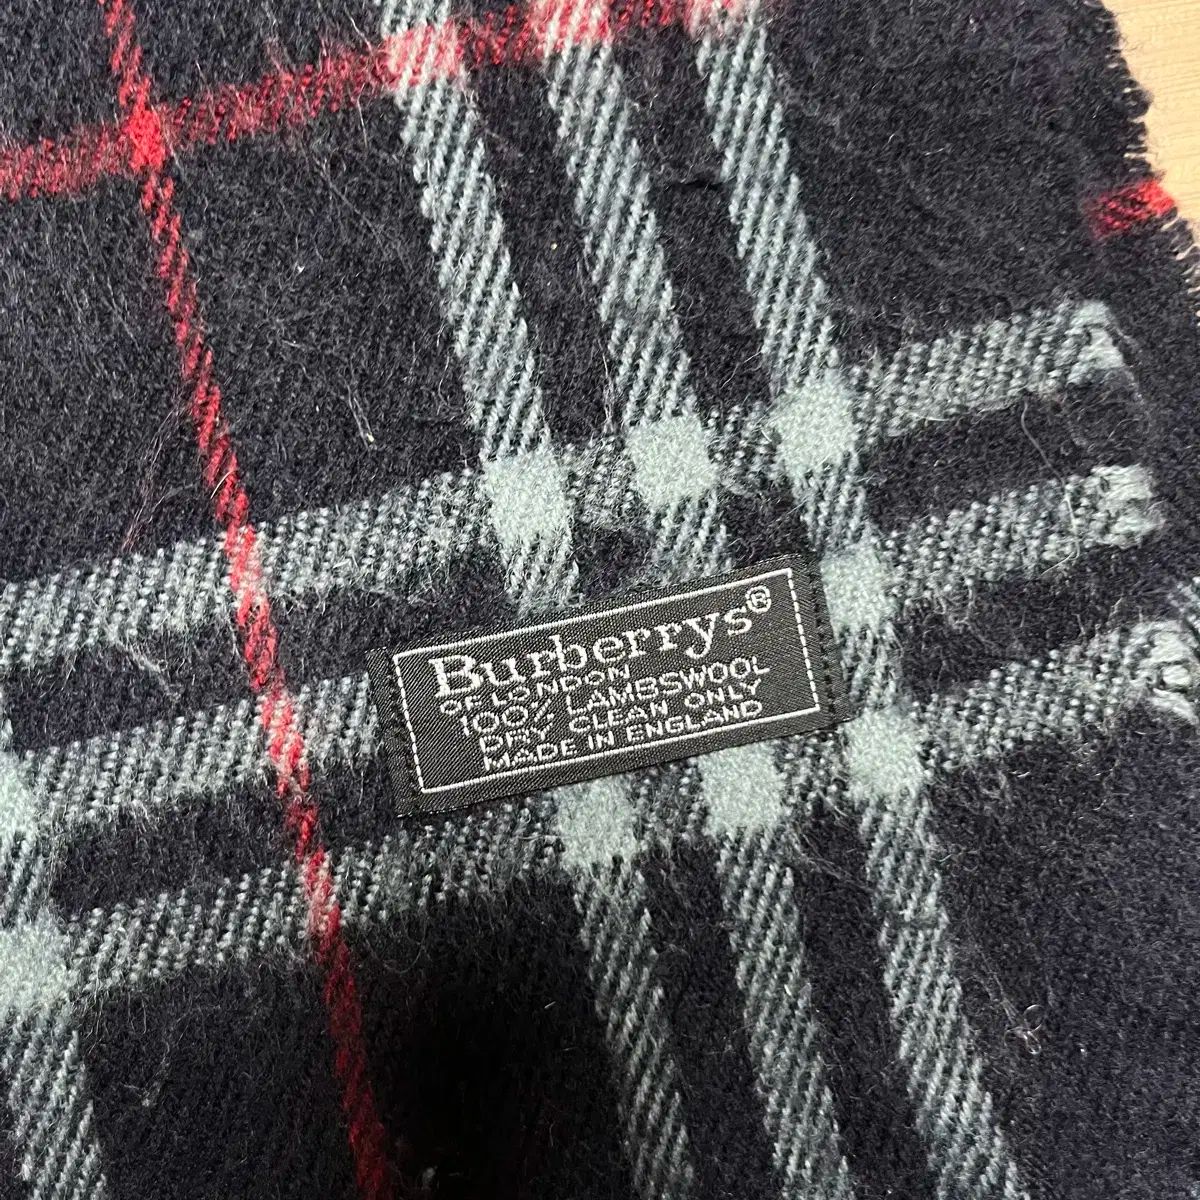 Burberrys®
OF LONDON
100% LAMBSWOOL
DRY CLEAN ONLY
MADE IN ENGLAND